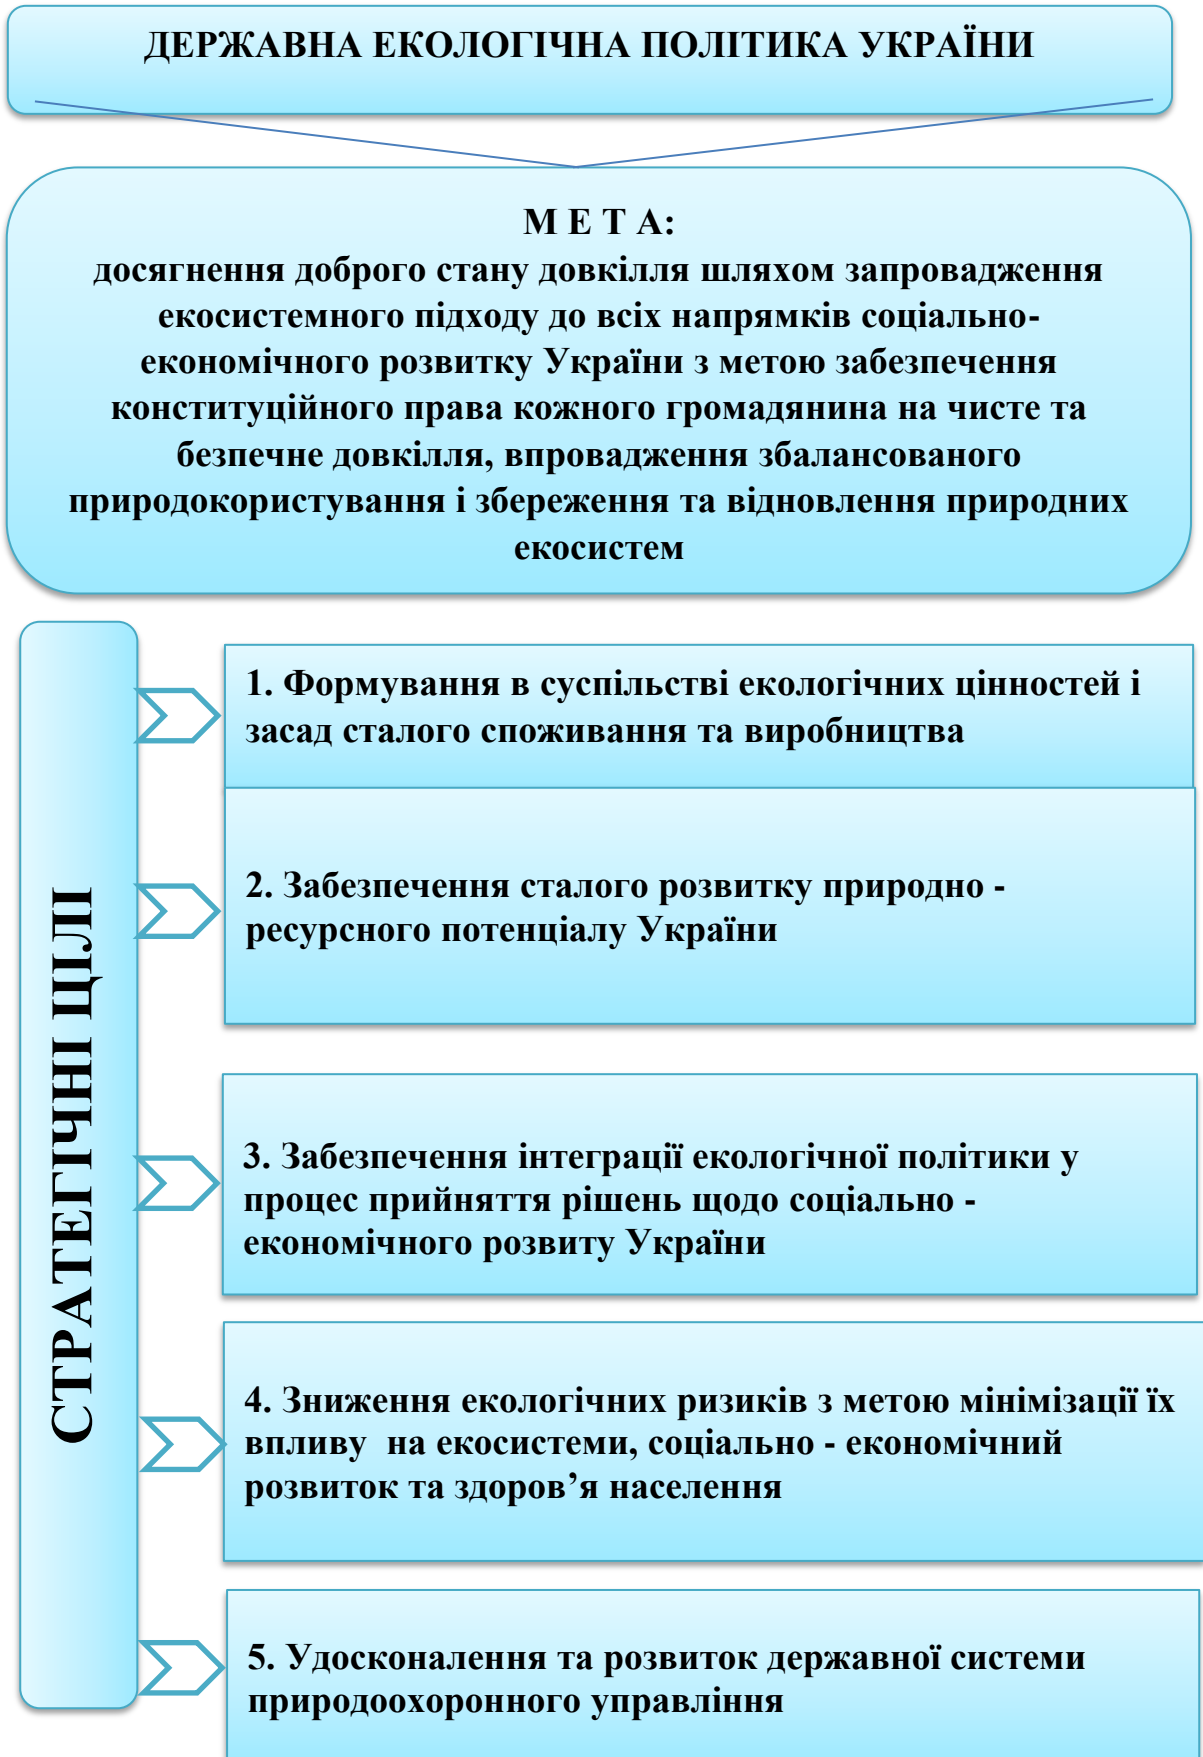 ДЕРЖАВНА ЕКОЛОГІЧНА ПОЛІТИКА УКРАЇНИ
М Е Т А:
досягнення доброго стану довкілля шляхом запровадження
екосистемного підходу до всіх напрямків соціально-
економічного розвитку України з метою забезпечення
конституційного права кожного громадянина на чисте та
безпечне довкілля, впровадження збалансованого
природокористування і збереження та відновлення природних
екосистем
СТРАТЕГІЧНІ ЦІЛІ
1. Формування в суспільстві екологічних цінностей і
засад сталого споживання та виробництва
2. Забезпечення сталого розвитку природно -
ресурсного потенціалу України
3. Забезпечення інтеграції екологічної політики у
процес прийняття рішень щодо соціально -
економічного розвиту України
4. Зниження екологічних ризиків з метою мінімізації їх
впливу  на екосистеми, соціально - економічний
розвиток та здоров’я населення
5. Удосконалення та розвиток державної системи
природоохоронного управління